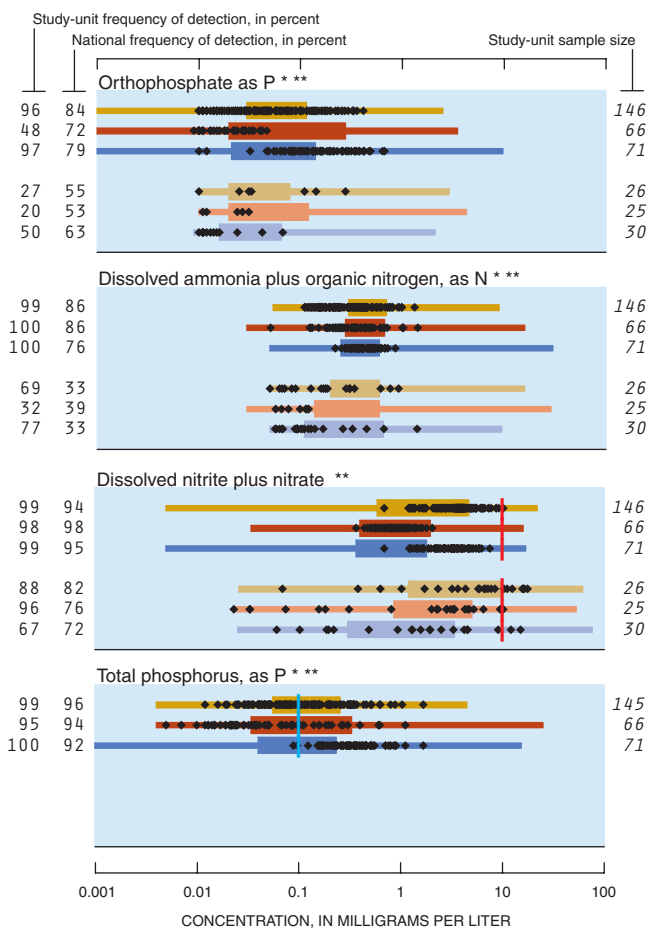 Study-unit frequency of detection, in percent
National frequency of detection, in percent Study-unit sample size
Orthophosphate as P * **
96 84 146
48 72 66
97 79 71
27 55 26
20 53 25
50 63 30
Dissolved ammonia plus organic nitrogen, as N * **
99 86 146
100 86 66
100 76 71
69 33 26
32 39 25
77 33 30
Dissolved nitrite plus nitrate **
99 94 146
98 98 66
99 95 71
88 82 26
96 76 25
67 72 30
Total phosphorus, as P * **
99 96 145
95 94 66
100 92 71
0.001 0.01 0.1 1 10 100
CONCENTRATION, IN MILLIGRAMS PER LITER